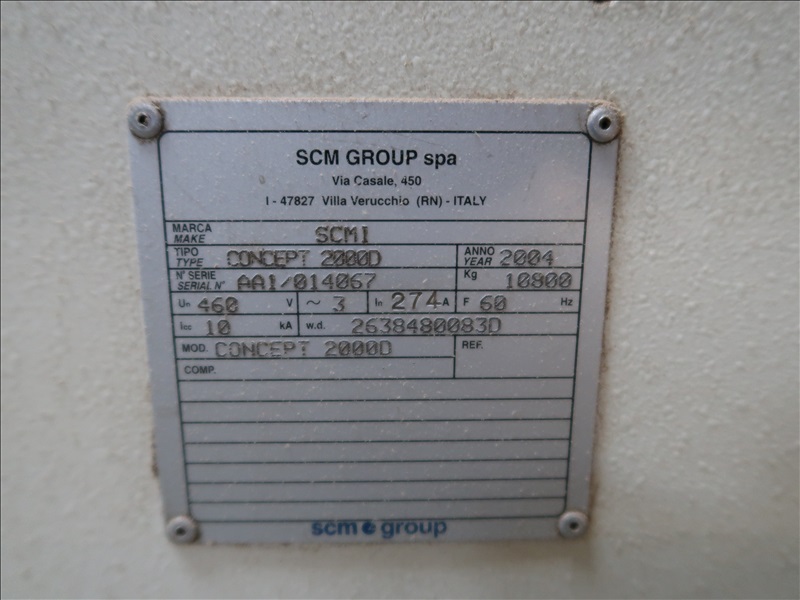 SCM GROUP spa
Via Casale, 450
I - 47827 Villa Verucchio (RN) - ITALY
MARCA MAKE SCMI
TIPO TYPE CONCEPT 2000D ANNO YEAR 2004
N° SERIE SERIAL N° AA1/014067 Kg 10800
Un 460 V ~ 3 In 274 A F 60 Hz
Icc 10 kA w.d. 2638480083D
MOD. CONCEPT 2000D REF.
COMP.
scm group